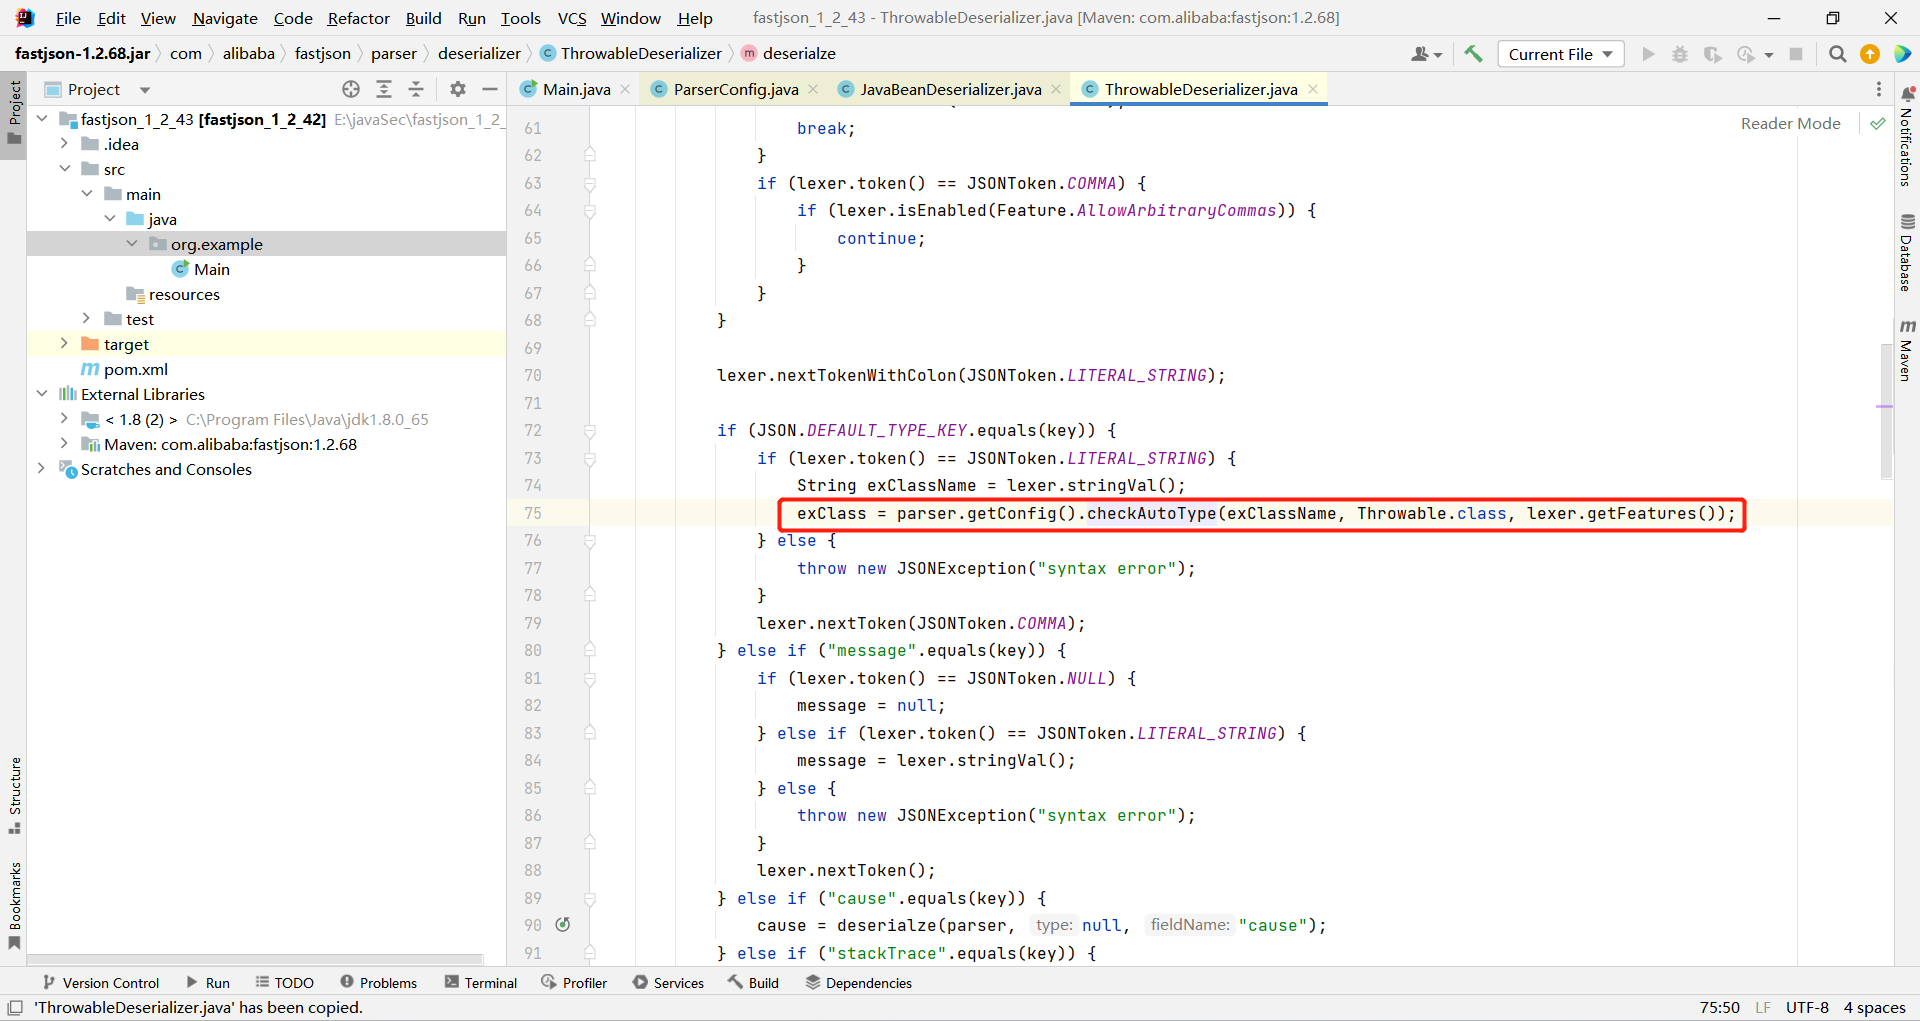 File Edit View Navigate Code Refactor Build Run Tools VCS Window Help fastjson_1_2_43 - ThrowableDeserializer.java [Maven: com.alibaba:fastjson:1.2.68]
fastjson-1.2.68.jar com alibaba fastjson parser deserializer C ThrowableDeserializer m deserialze Current File
Project
Project
C Main.java C ParserConfig.java C JavaBeanDeserializer.java C ThrowableDeserializer.java
Reader Mode
fastjson_1_2_43 [fastjson_1_2_42] E:\javaSec\fastjson_1_2_
.idea
src
main
java
org.example
C Main
resources
test
target
m pom.xml
External Libraries
< 1.8 (2) > C:\Program Files\Java\jdk1.8.0_65
Maven: com.alibaba:fastjson:1.2.68
Scratches and Consoles
61 break;
62 }
63 if (lexer.token() == JSONToken.COMMA) {
64 if (lexer.isEnabled(Feature.AllowArbitraryCommas)) {
65 continue;
66 }
67 }
68 }
69
70 lexer.nextTokenWithColon(JSONToken.LITERAL_STRING);
71
72 if (JSON.DEFAULT_TYPE_KEY.equals(key)) {
73 if (lexer.token() == JSONToken.LITERAL_STRING) {
74 String exClassName = lexer.stringVal();
75 exClass = parser.getConfig().checkAutoType(exClassName, Throwable.class, lexer.getFeatures());
76 } else {
77 throw new JSONException("syntax error");
78 }
79 lexer.nextToken(JSONToken.COMMA);
80 } else if ("message".equals(key)) {
81 if (lexer.token() == JSONToken.NULL) {
82 message = null;
83 } else if (lexer.token() == JSONToken.LITERAL_STRING) {
84 message = lexer.stringVal();
85 } else {
86 throw new JSONException("syntax error");
87 }
88 lexer.nextToken();
89 } else if ("cause".equals(key)) {
90 cause = deserialze(parser, type: null, fieldName: "cause");
91 } else if ("stackTrace".equals(key)) {
Notifications
Database
m Maven
Structure
Bookmarks
Version Control Run TODO Problems Terminal Profiler Services Build Dependencies
'ThrowableDeserializer.java' has been copied. 75:50 LF UTF-8 4 spaces